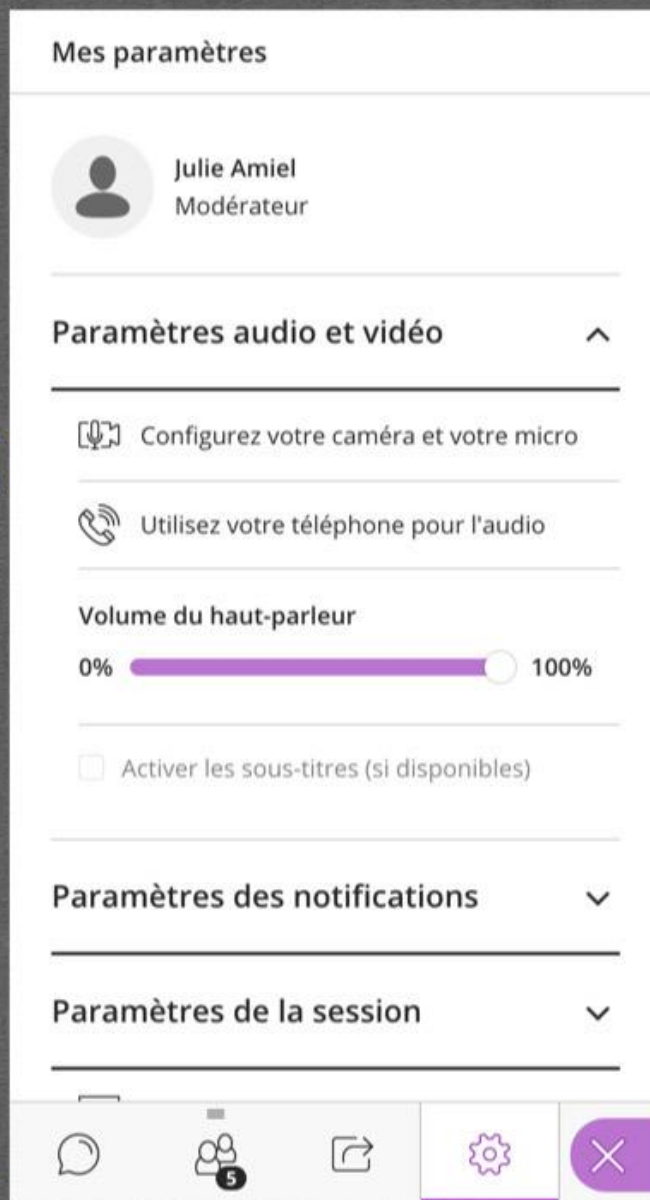 Mes paramètres
Julie Amiel
Modérateur
Paramètres audio et vidéo
Configurez votre caméra et votre micro
Utilisez votre téléphone pour l'audio
Volume du haut-parleur
0% 100%
Activer les sous-titres (si disponibles)
Paramètres des notifications
Paramètres de la session
5